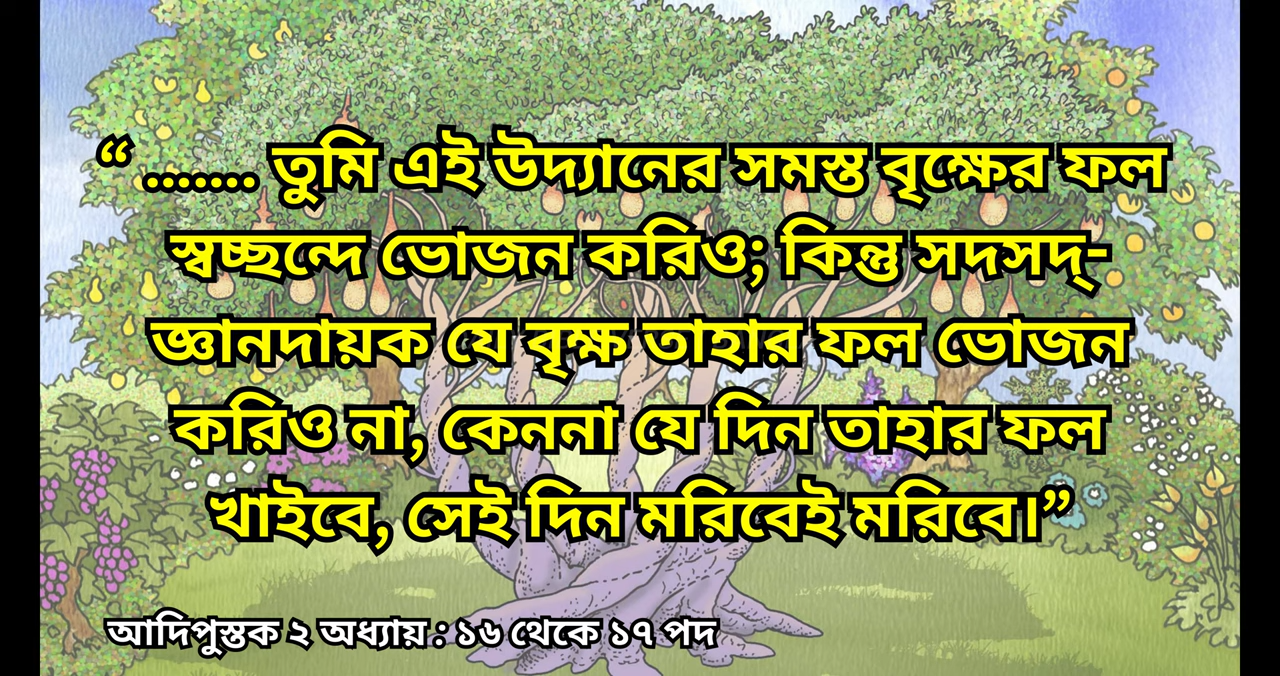 “ ....... তুমি এই উদ্যানের সমস্ত বৃক্ষের ফল
স্বচ্ছন্দে ভোজন করিও; কিন্তু সদসদ্-
জ্ঞানদায়ক যে বৃক্ষ তাহার ফল ভোজন
করিও না, কেননা যে দিন তাহার ফল
খাইবে, সেই দিন মরিবেই মরিবে।”
আদিপুস্তক ২ অধ্যায় : ১৬ থেকে ১৭ পদ